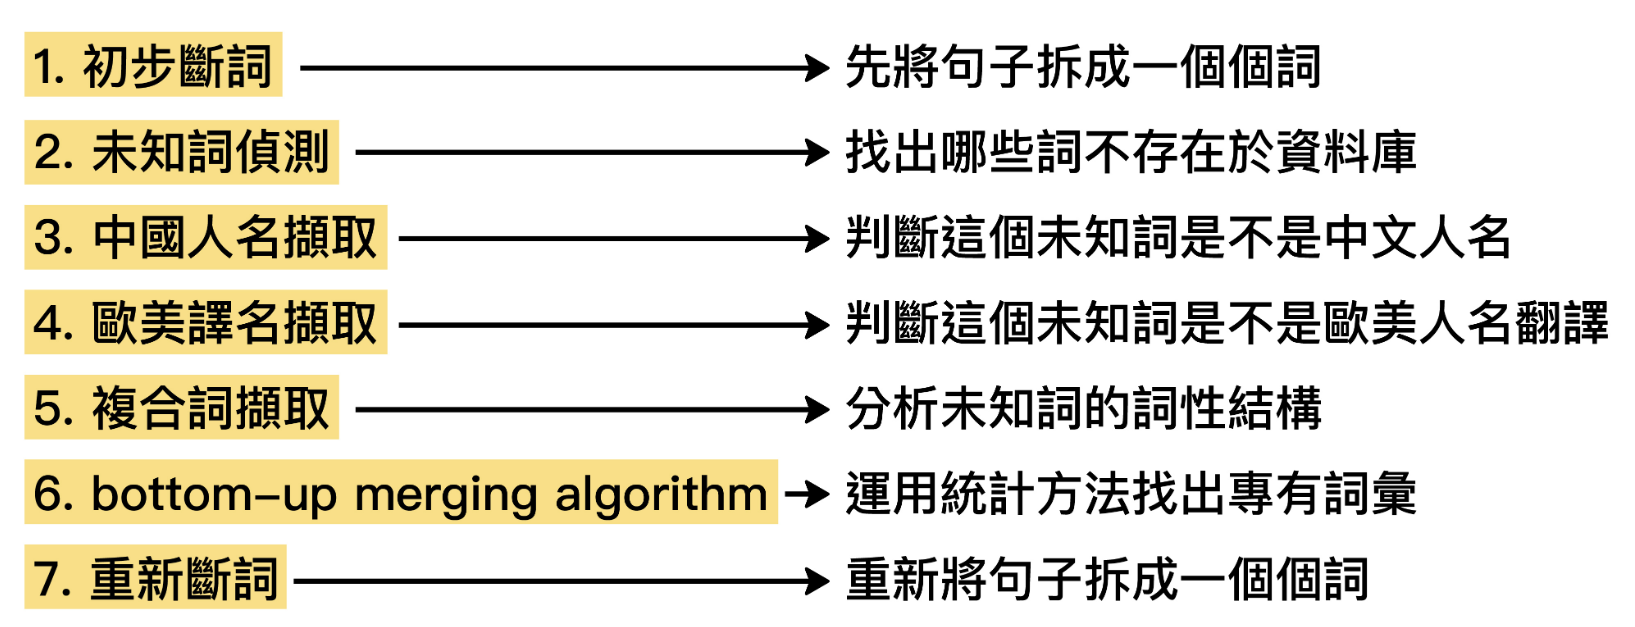 1. 初步斷詞 → 先將句子拆成一個個詞
2. 未知詞偵測 → 找出哪些詞不存在於資料庫
3. 中國人名擷取 → 判斷這個未知詞是不是中文人名
4. 歐美譯名擷取 → 判斷這個未知詞是不是歐美人名翻譯
5. 複合詞擷取 → 分析未知詞的詞性結構
6. bottom-up merging algorithm → 運用統計方法找出專有詞彙
7. 重新斷詞 → 重新將句子拆成一個個詞